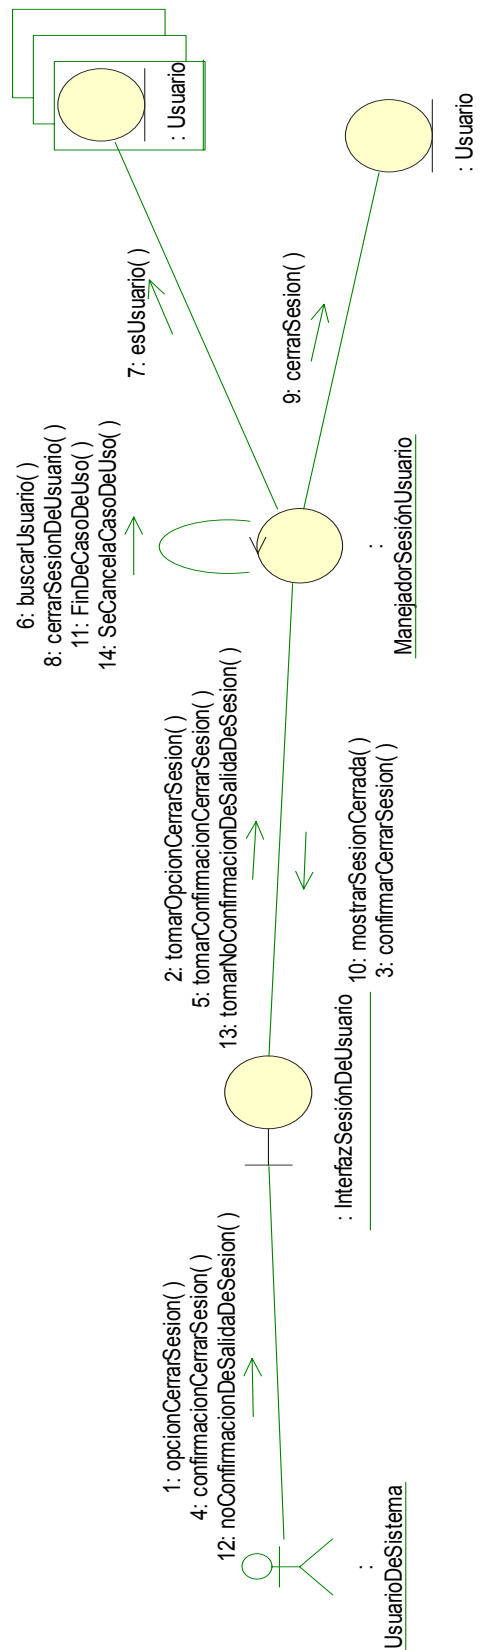 1: opcionCerrarSesion( )
4: confirmacionCerrarSesion( )
12: noConfirmacionDeSalidaDeSesion( )
:
UsuarioDeSistema
: InterfazSesiónDeUsuario
2: tomarOpcionCerrarSesion( )
5: tomarConfirmacionCerrarSesion( )
13: tomarNoConfirmacionDeSalidaDeSesion( )
10: mostrarSesionCerrada( )
3: confirmarCerrarSesion( )
6: buscarUsuario( )
8: cerrarSesionDeUsuario( )
11: FinDeCasoDeUso( )
14: SeCancelaCasoDeUso( )
:
ManejadorSesiónUsuario
7: esUsuario( )
9: cerrarSesion( )
: Usuario
: Usuario